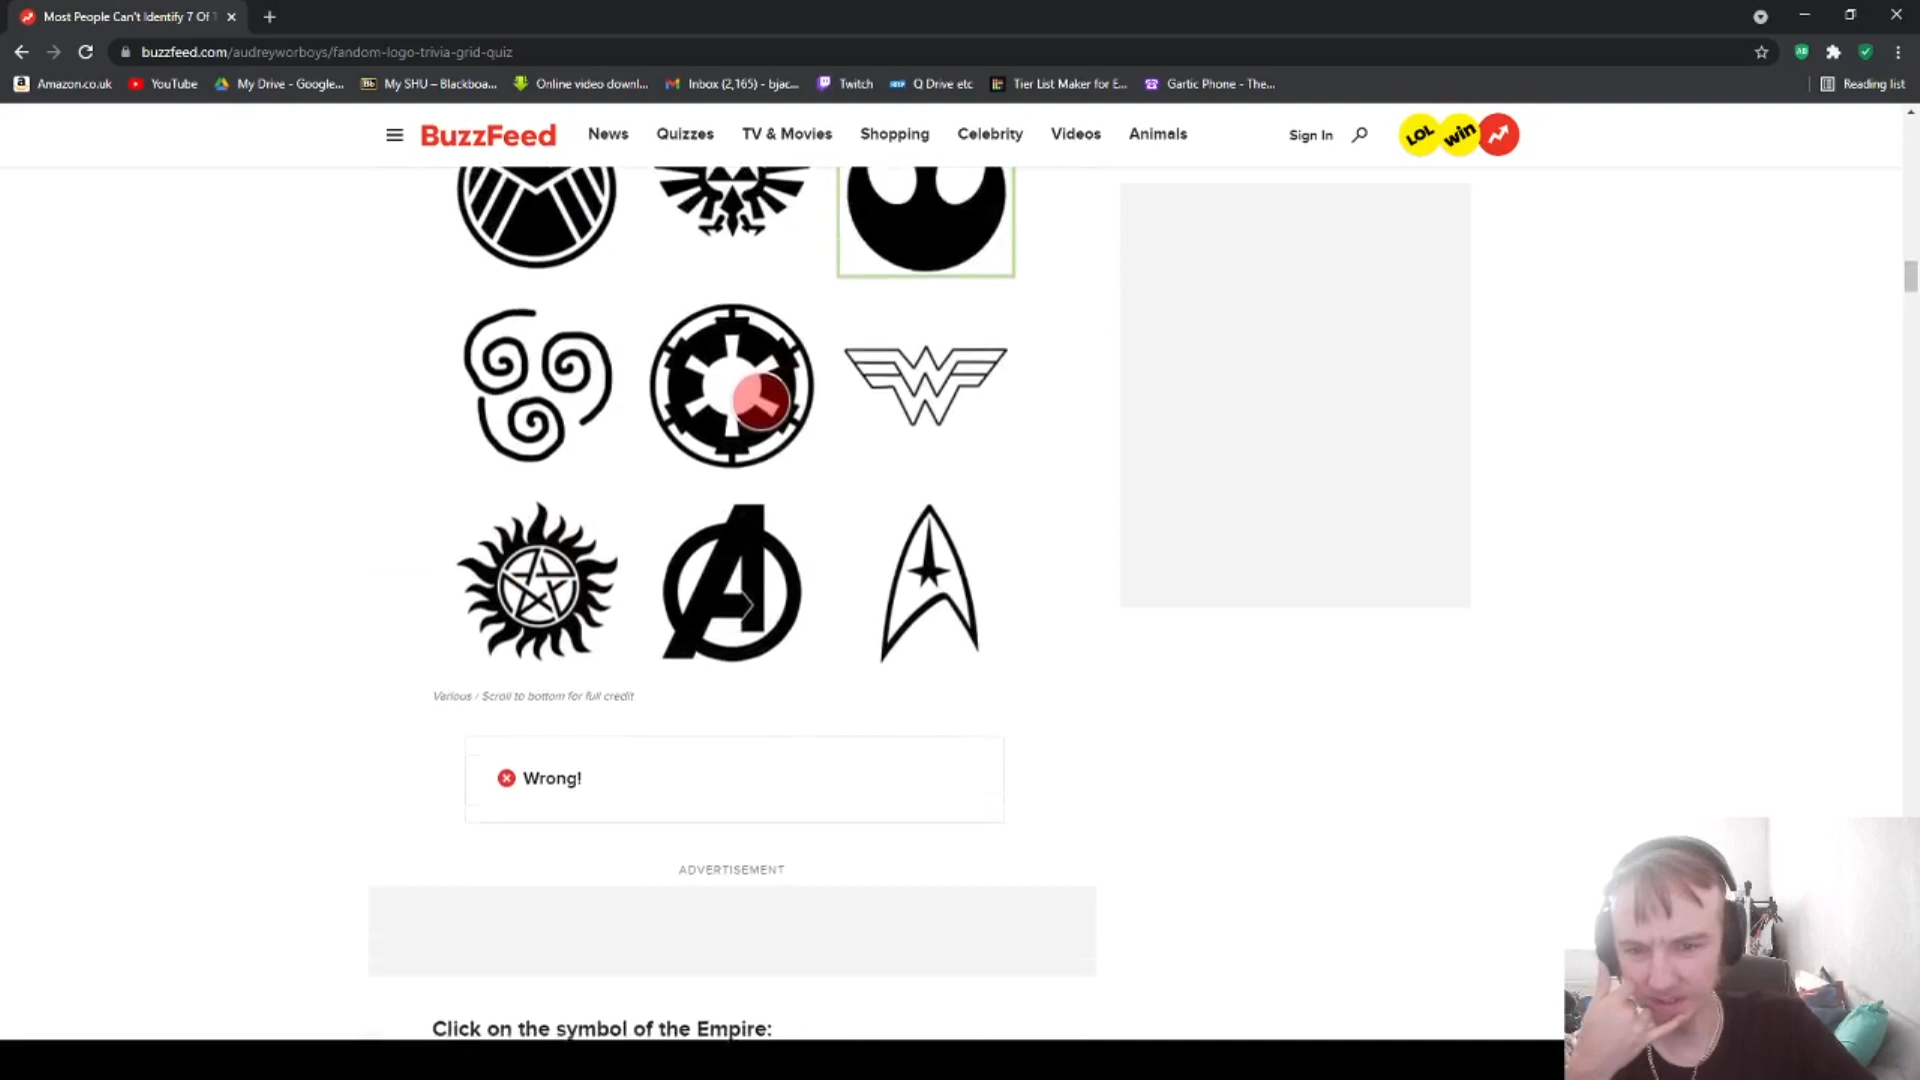 Most People Can't Identify 7 Of T
buzzfeed.com/audreyworboys/fandom-logo-trivia-grid-quiz
Amazon.co.uk YouTube My Drive - Google... Bb My SHU – Blackboa... Online video downl... Inbox (2,165) - bjac... Twitch Q Drive etc Tier List Maker for E... Gartic Phone - The... Reading list
BuzzFeed News Quizzes TV & Movies Shopping Celebrity Videos Animals Sign In LOL win
Various / Scroll to bottom for full credit
Wrong!
ADVERTISEMENT
Click on the symbol of the Empire: